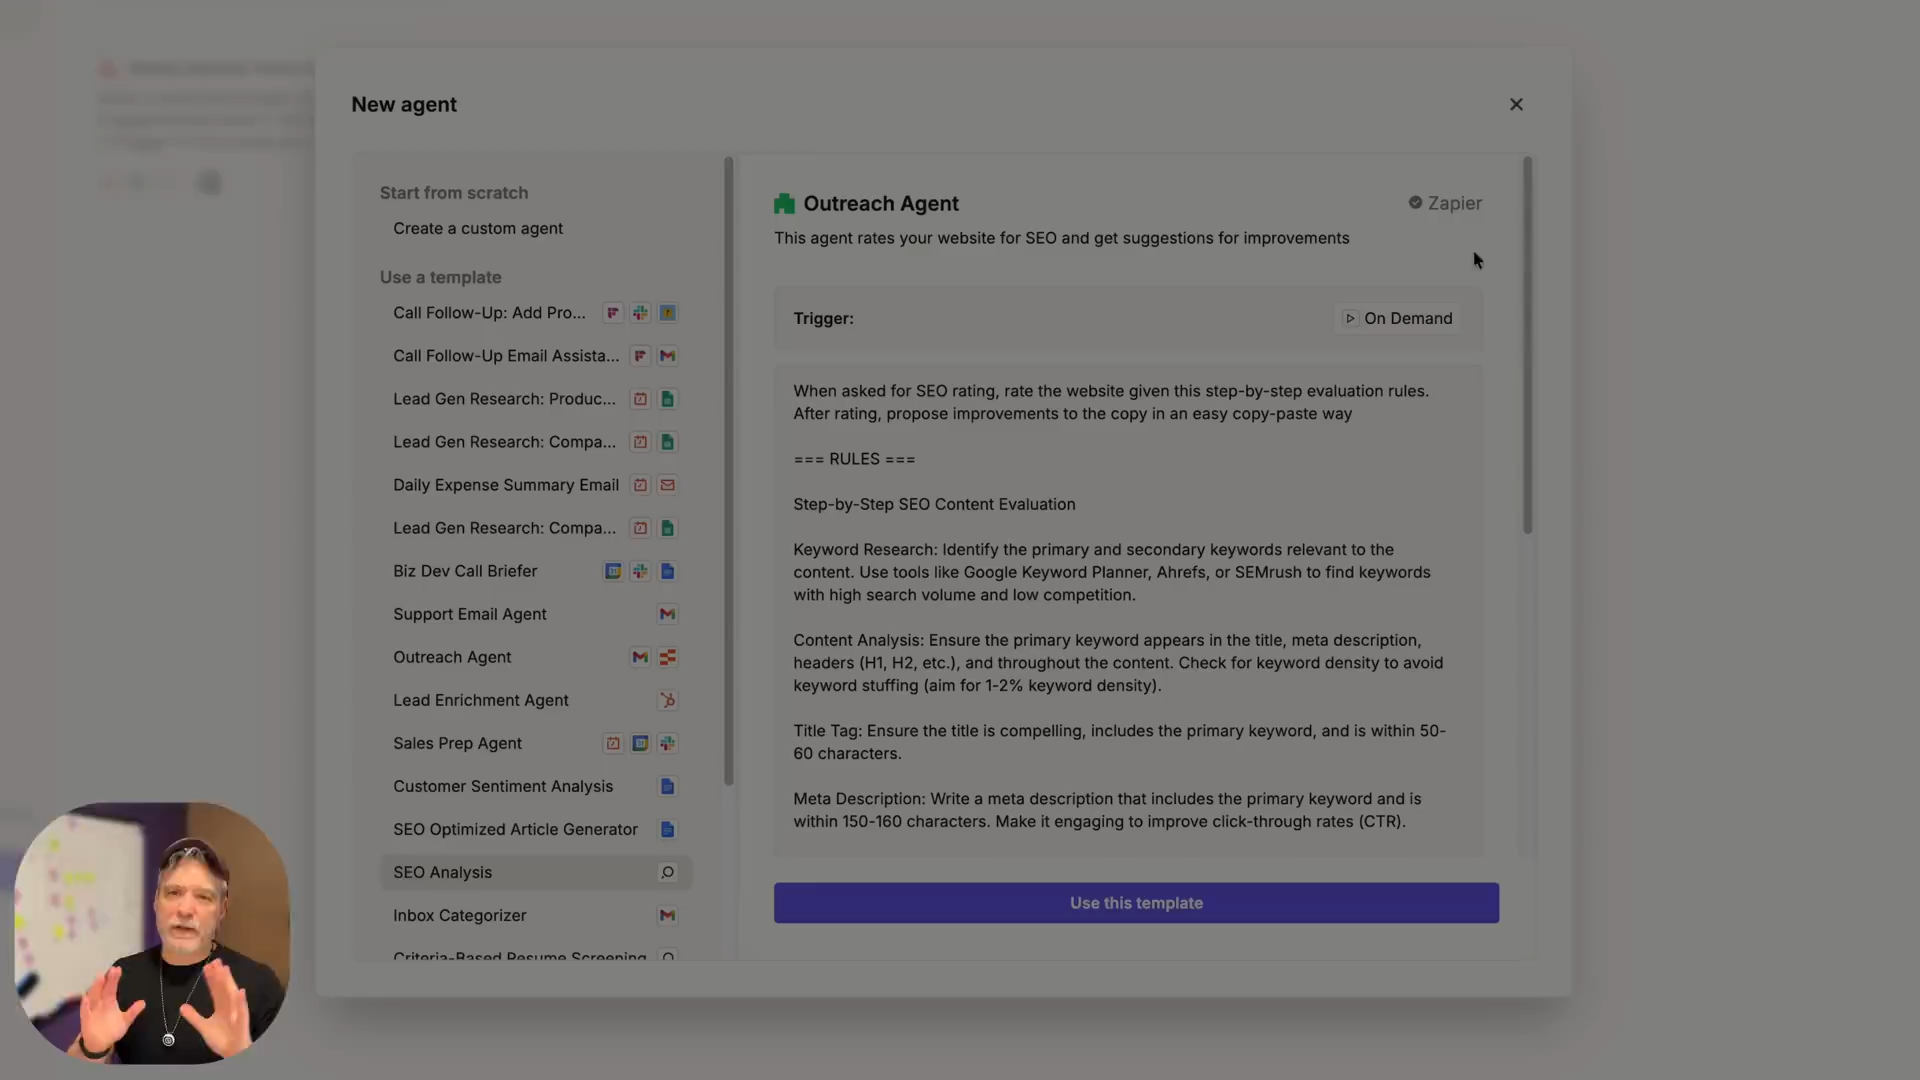 New agent
Start from scratch
Create a custom agent
Use a template
Call Follow-Up: Add Pro...
Call Follow-Up Email Assista...
Lead Gen Research: Produc...
Lead Gen Research: Compa...
Daily Expense Summary Email
Lead Gen Research: Compa...
Biz Dev Call Briefer
Support Email Agent
Outreach Agent
Lead Enrichment Agent
Sales Prep Agent
Customer Sentiment Analysis
SEO Optimized Article Generator
SEO Analysis
Inbox Categorizer
Criteria-Based Resume Screening
Outreach Agent
Zapier
This agent rates your website for SEO and get suggestions for improvements
Trigger:
On Demand
When asked for SEO rating, rate the website given this step-by-step evaluation rules.
After rating, propose improvements to the copy in an easy copy-paste way
=== RULES ===
Step-by-Step SEO Content Evaluation
Keyword Research: Identify the primary and secondary keywords relevant to the
content. Use tools like Google Keyword Planner, Ahrefs, or SEMrush to find keywords
with high search volume and low competition.
Content Analysis: Ensure the primary keyword appears in the title, meta description,
headers (H1, H2, etc.), and throughout the content. Check for keyword density to avoid
keyword stuffing (aim for 1-2% keyword density).
Title Tag: Ensure the title is compelling, includes the primary keyword, and is within 50-
60 characters.
Meta Description: Write a meta description that includes the primary keyword and is
within 150-160 characters. Make it engaging to improve click-through rates (CTR).
Use this template